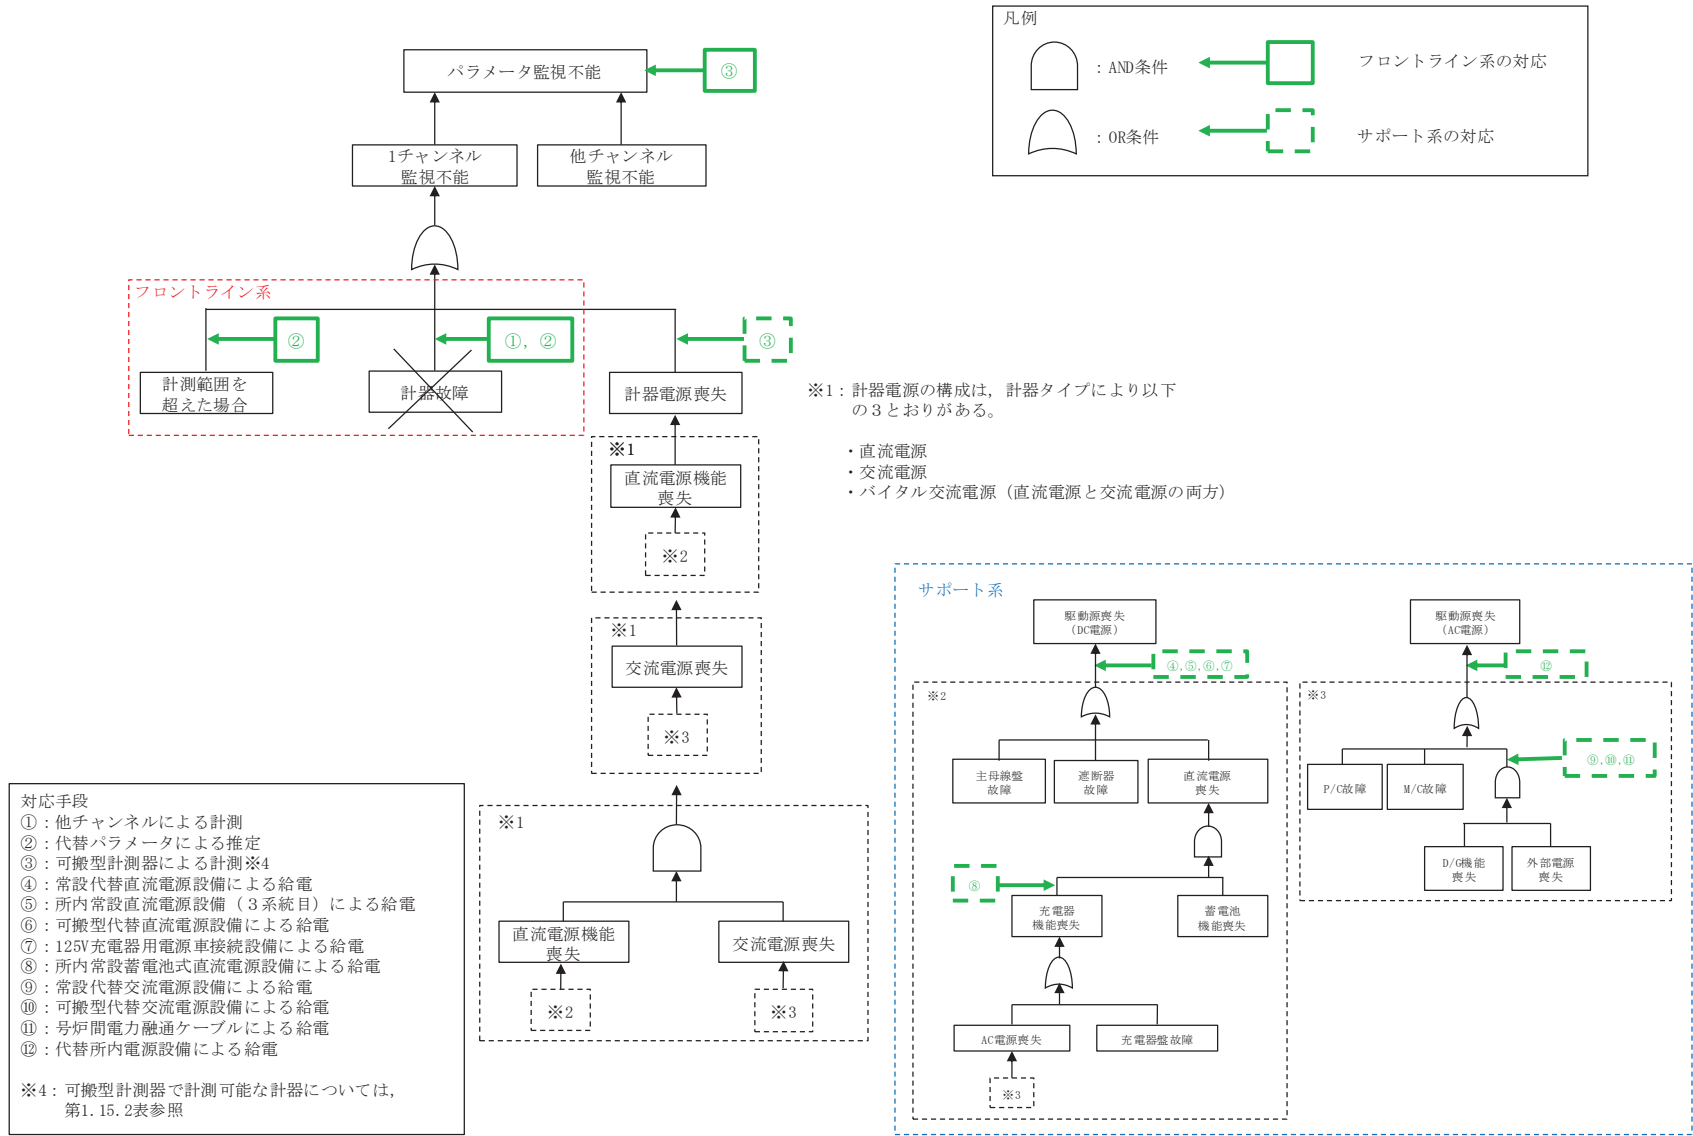 凡例
：AND条件
フロントライン系の対応
：OR条件
サポート系の対応
パラメータ監視不能
③
1チャンネル
監視不能
他チャンネル
監視不能
フロントライン系
②
①，②
③
計測範囲を
超えた場合
計器故障
計器電源喪失
※1：計器電源の構成は，計器タイプにより以下
の３とおりがある。
・直流電源
・交流電源
・バイタル交流電源（直流電源と交流電源の両方）
※1
直流電源機能
喪失
※2
※1
交流電源喪失
※3
※1
直流電源機能
喪失
交流電源喪失
※2
※3
対応手段
①：他チャンネルによる計測
②：代替パラメータによる推定
③：可搬型計測器による計測※4
④：常設代替直流電源設備による給電
⑤：所内常設直流電源設備（３系統目）による給電
⑥：可搬型代替直流電源設備による給電
⑦：125V充電器用電源車接続設備による給電
⑧：所内常設蓄電池式直流電源設備による給電
⑨：常設代替交流電源設備による給電
⑩：可搬型代替交流電源設備による給電
⑪：号炉間電力融通ケーブルによる給電
⑫：代替所内電源設備による給電
※4：可搬型計測器で計測可能な計器については，
第1.15.2表参照
サポート系
駆動源喪失
（DC電源）
④,⑤,⑥,⑦
※2
主母線盤
故障
遮断器
故障
直流電源
喪失
⑧
充電器
機能喪失
蓄電池
機能喪失
AC電源喪失
充電器盤故障
※3
駆動源喪失
（AC電源）
⑫
※3
⑨,⑩,⑪
P/C故障
M/C故障
D/G機能
喪失
外部電源
喪失